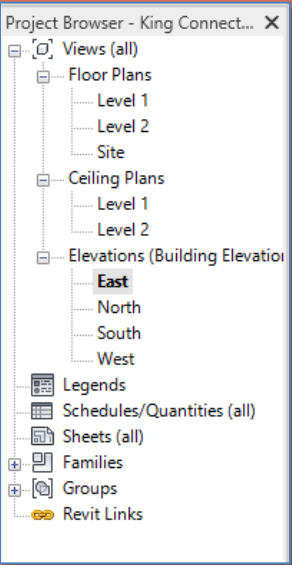 Project Browser - King Connect...
Views (all)
Floor Plans
Level 1
Level 2
Site
Ceiling Plans
Level 1
Level 2
Elevations (Building Elevation
East
North
South
West
Legends
Schedules/Quantities (all)
Sheets (all)
Families
Groups
Revit Links